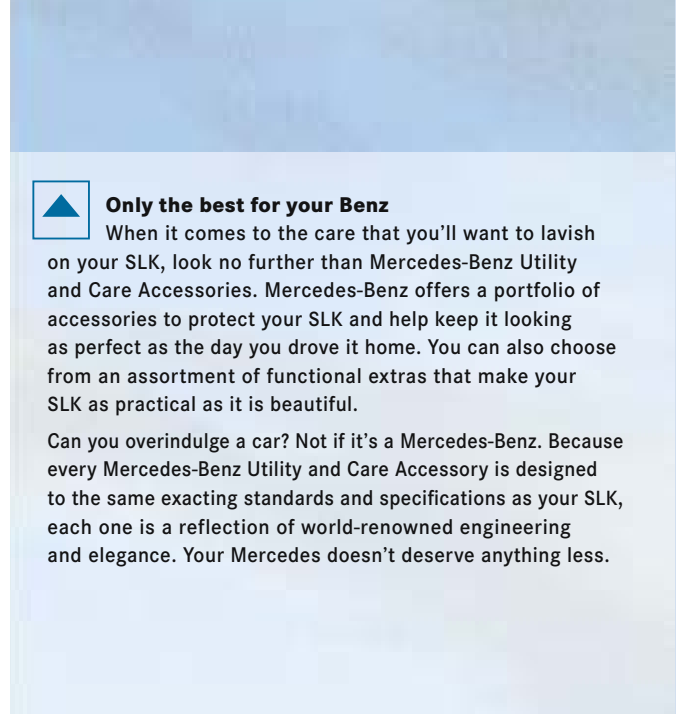 Only the best for your Benz
When it comes to the care that you'll want to lavish
on your SLK, look no further than Mercedes-Benz Utility
and Care Accessories. Mercedes-Benz offers a portfolio of
accessories to protect your SLK and help keep it looking
as perfect as the day you drove it home. You can also choose
from an assortment of functional extras that make your
SLK as practical as it is beautiful.
Can you overindulge a car? Not if it's a Mercedes-Benz. Because
every Mercedes-Benz Utility and Care Accessory is designed
to the same exacting standards and specifications as your SLK,
each one is a reflection of world-renowned engineering
and elegance. Your Mercedes doesn't deserve anything less.